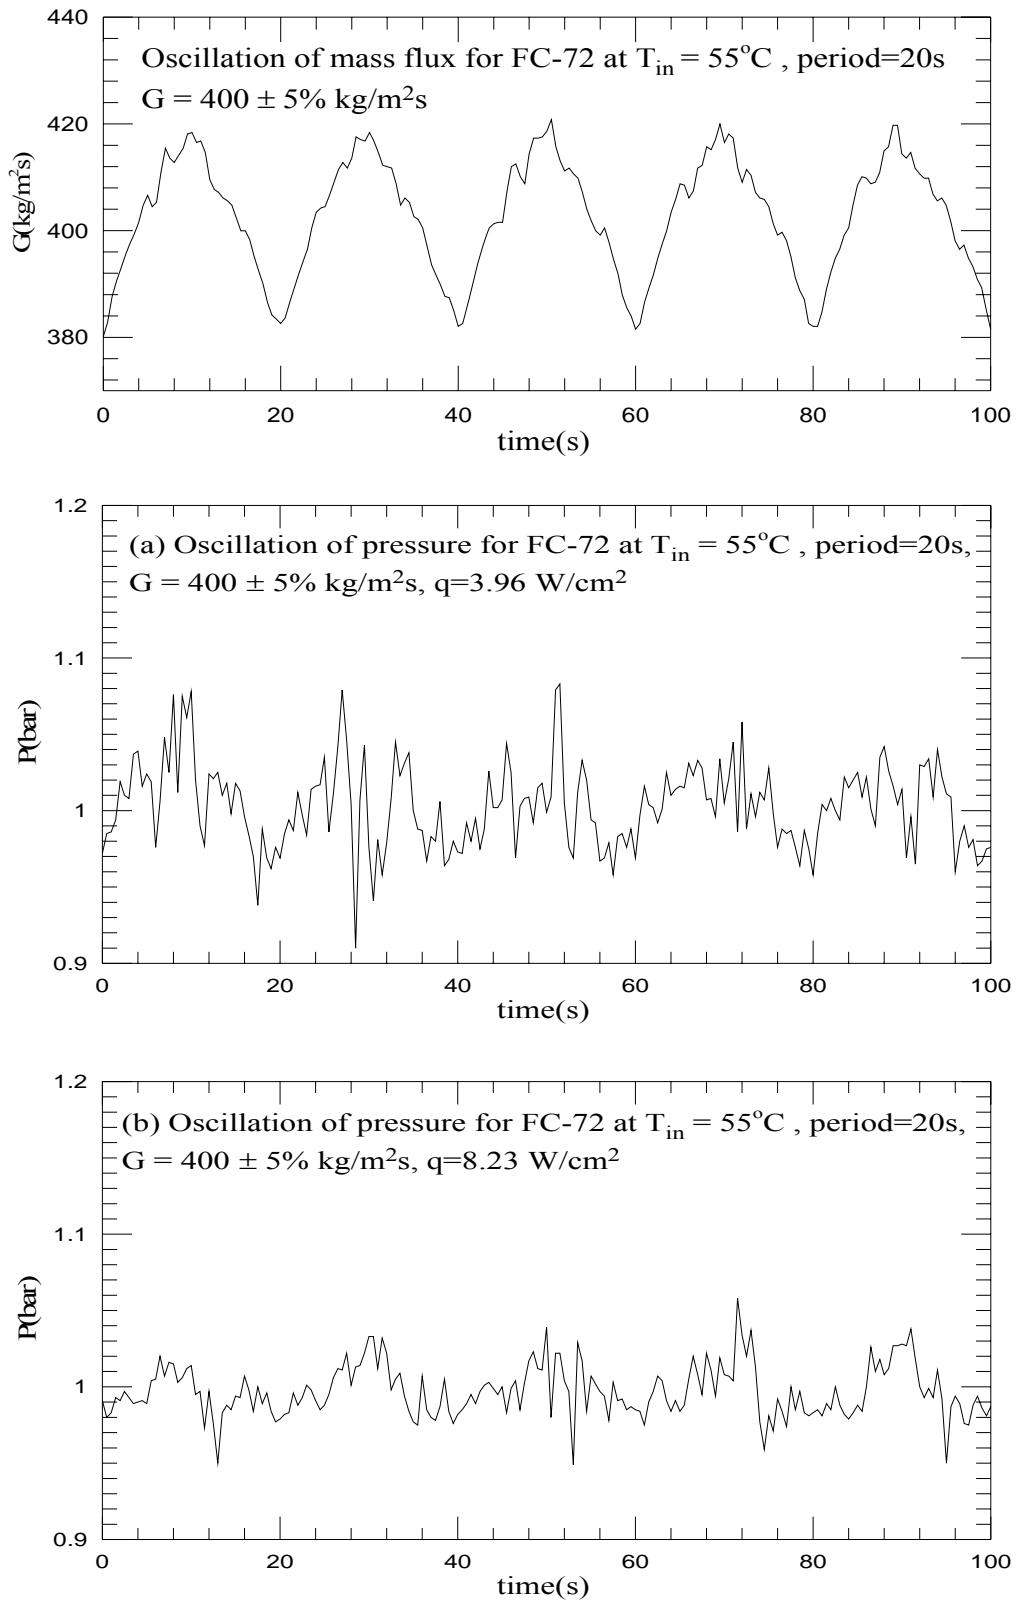 440
Oscillation of mass flux for FC-72 at T_in = 55°C , period=20s
G = 400 ± 5% kg/m²s
420
400
380
G(kg/m²s)
0 20 40 60 80 100
time(s)
1.2
(a) Oscillation of pressure for FC-72 at T_in = 55°C , period=20s,
G = 400 ± 5% kg/m²s, q=3.96 W/cm²
1.1
1
0.9
P(bar)
0 20 40 60 80 100
time(s)
1.2
(b) Oscillation of pressure for FC-72 at T_in = 55°C , period=20s,
G = 400 ± 5% kg/m²s, q=8.23 W/cm²
1.1
1
0.9
P(bar)
0 20 40 60 80 100
time(s)